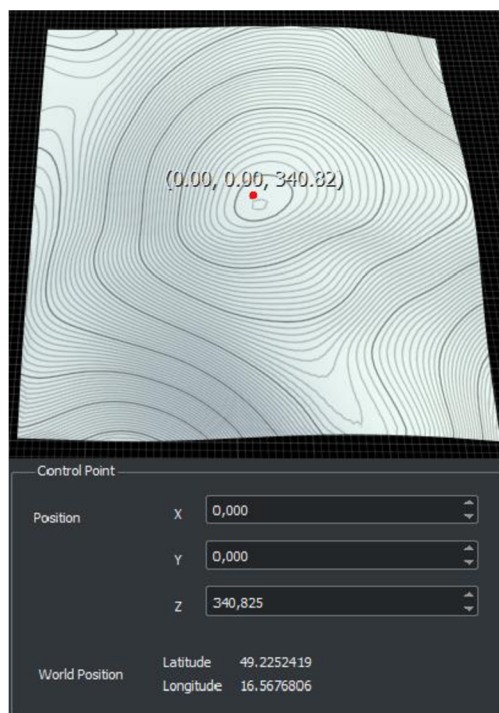 (0.00, 0.00, 340.82)
Control Point
Position
X 0,000
Y 0,000
Z 340,825
World Position
Latitude 49.2252419
Longitude 16.5676806